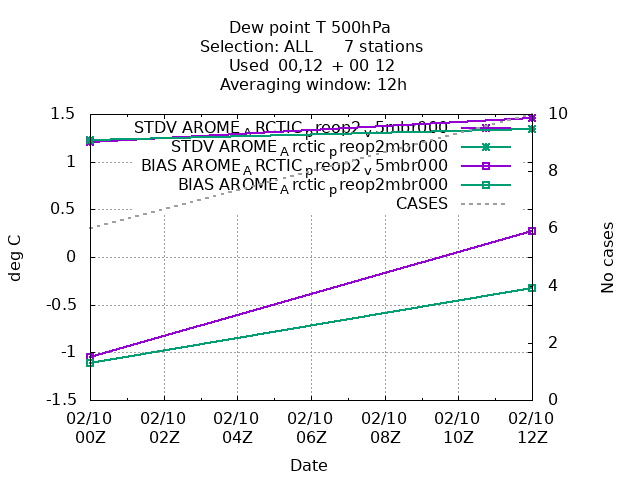 Dew point T 500hPa
Selection: ALL 7 stations
Used 00,12 + 00 12
Averaging window: 12h
STDV AROME_ARCTIC_preop2_v5mbr000
STDV AROME_Arctic_preop2mbr000
BIAS AROME_ARCTIC_preop2_v5mbr000
BIAS AROME_Arctic_preop2mbr000
CASES
1.5
1
0.5
0
-0.5
-1
-1.5
deg C
10
8
6
4
2
0
No cases
02/10 02/10 02/10 02/10 02/10 02/10 02/10
00Z 02Z 04Z 06Z 08Z 10Z 12Z
Date